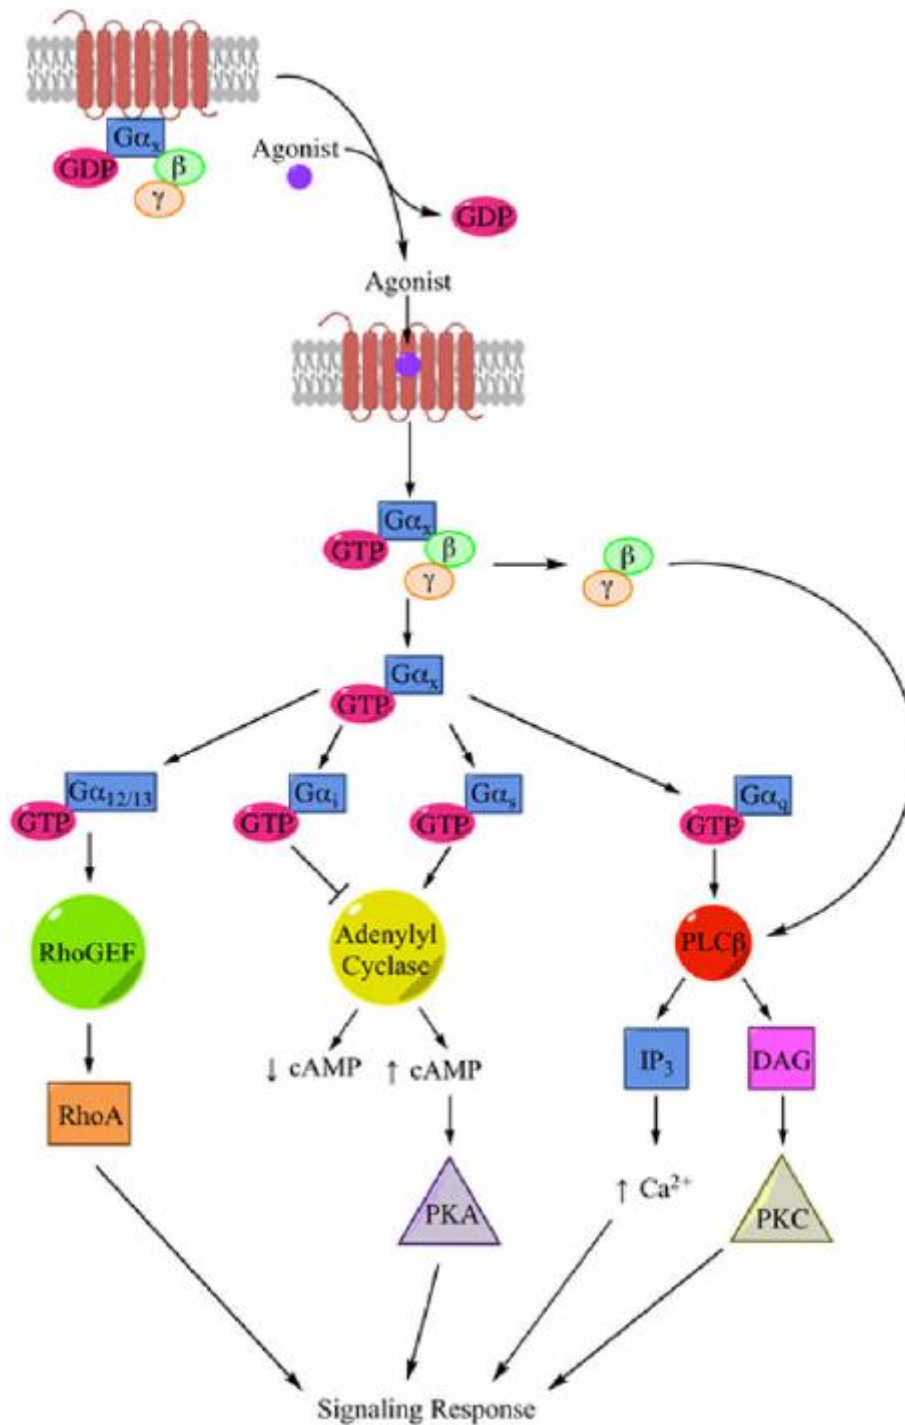 Gαx
GDP
β
γ
Agonist
GDP
Agonist
Gαx
GTP
β
γ
β
γ
Gαx
GTP
Gα12/13
GTP
Gαi
GTP
Gαs
GTP
Gαq
GTP
RhoGEF
Adenylyl
Cyclase
PLCβ
↓ cAMP
↑ cAMP
IP3
DAG
RhoA
PKA
↑ Ca2+
PKC
Signaling Response